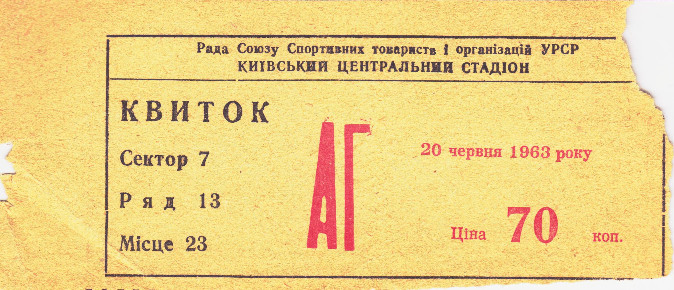 Рада Союзу Спортивних товариств і організацій УРСР
КИЇВСЬКИЙ ЦЕНТРАЛЬНИЙ СТАДІОН
КВИТОК
Сектор 7
Ряд 13
Місце 23
АГ
20 червня 1963 року
Ціна 70 коп.